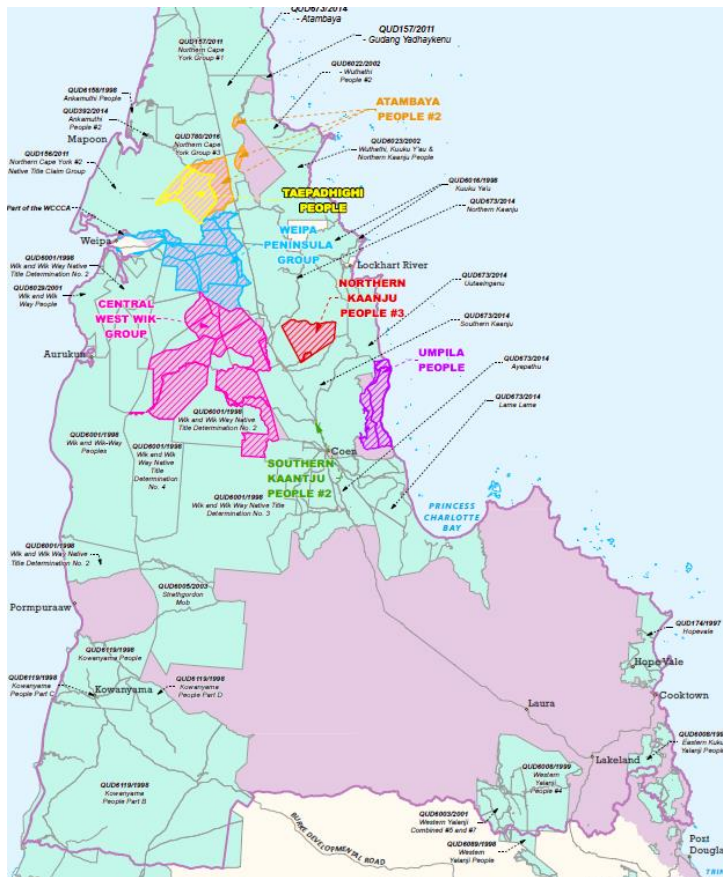 QUD673/2014
- Atambaya
QUD157/2011
Northern Cape
York Group #1
QUD157/2011
- Gudang Yadhaykenu
QUD6022/2002
- Wuthathi
People #2
QUD6158/1998
Ankamuthi People
QUD392/2014
Ankamuthi
People #2
ATAMBAYA
PEOPLE #2
Mapoon
QUD780/2016
Northern Cape
York Group #3
QUD6023/2002
- Wuthathi, Kuuku Y'au &
Northern Kaanju People
QUD156/2011
Northern Cape York #2
Native Title Claim Group
QUD6016/1998
Kuuku Ya'u
TAEPADHIGHI
PEOPLE
QUD673/2014
Northern Kaanju
Part of the WCCCA
WEIPA
PENINSULA
GROUP
Weipa
QUD6001/1998
Wik and Wik Way Native
Title Determination No. 2
Lockhart River
QUD673/2014
Uutaalnganu
QUD6029/2001
Wik and Wik
Way People
NORTHERN
KAANJU
PEOPLE #3
CENTRAL
WEST WIK
GROUP
QUD673/2014
Southern Kaanju
Aurukun
UMPILA
PEOPLE
QUD673/2014
Ayapathu
QUD673/2014
Lama Lama
QUD6001/1998
Wik and Wik Way Native
Title Determination No. 2
QUD6001/1998
Wik and Wik-Way
Peoples
QUD6001/1998
Wik and Wik
Way Native
Title
Determination
No. 4
Coen
SOUTHERN
KAANTJU
PEOPLE #2
QUD6001/1998
Wik and Wik Way Native Title
Determination No. 3
PRINCESS
CHARLOTTE
BAY
QUD6001/1998
Wik and Wik Way Native
Title Determination No. 2
QUD6005/2003
Strathgordon
Mob
Pormpuraaw
QUD174/1997
Hopevale
QUD6119/1998
Kowanyama People
Hope Vale
QUD6119/1998
Kowanyama
People Part C
QUD6119/1998
Kowanyama
People Part D
Kowanyama
Cooktown
Laura
QUD6008/199
Eastern Kuku
Yalanji People
Lakeland
QUD6008/1999
Western
Yalanji
People #4
QUD6119/1998
Kowanyama
People Part B
QUD6003/2001
Western Yalanji
Combined #5 and #7
BURKE DEVELOPMENTAL ROAD
QUD6089/1998
Western
Yalanji People
Port
Dougla
TRIN